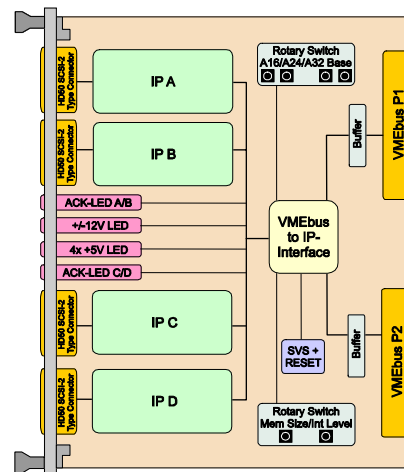 Rotary Switch
A16/A24/A32 Base
HD50 SCSI-2
Type Connector
IP A
VMEbus P1
Buffer
HD50 SCSI-2
Type Connector
IP B
ACK-LED A/B
+/-12V LED
4x +5V LED
ACK-LED C/D
VMEbus
to IP-
Interface
HD50 SCSI-2
Type Connector
IP C
SVS +
RESET
Buffer
VMEbus P2
HD50 SCSI-2
Type Connector
IP D
Rotary Switch
Mem Size/Int Level